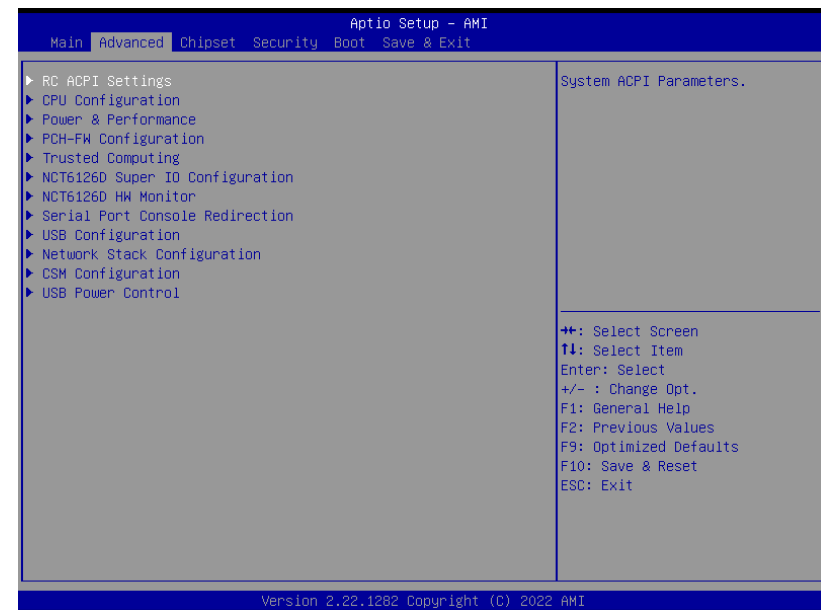 Aptio Setup – AMI
Main Advanced Chipset Security Boot Save & Exit
▶ RC ACPI Settings
▶ CPU Configuration
▶ Power & Performance
▶ PCH-FW Configuration
▶ Trusted Computing
▶ NCT6126D Super IO Configuration
▶ NCT6126D HW Monitor
▶ Serial Port Console Redirection
▶ USB Configuration
▶ Network Stack Configuration
▶ CSM Configuration
▶ USB Power Control
System ACPI Parameters.
→←: Select Screen
↑↓: Select Item
Enter: Select
+/- : Change Opt.
F1: General Help
F2: Previous Values
F9: Optimized Defaults
F10: Save & Reset
ESC: Exit
Version 2.22.1282 Copyright (C) 2022 AMI